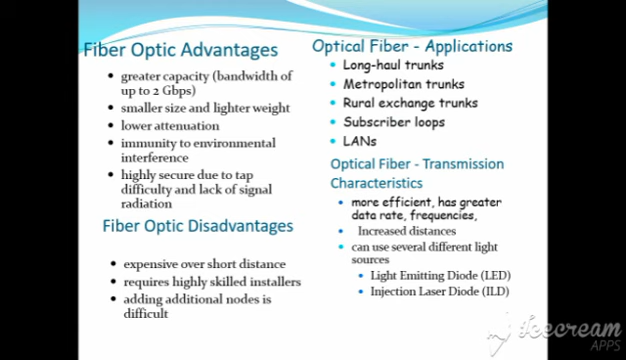 Fiber Optic Advantages
• greater capacity (bandwidth of
up to 2 Gbps)
• smaller size and lighter weight
• lower attenuation
• immunity to environmental
interference
• highly secure due to tap
difficulty and lack of signal
radiation
Fiber Optic Disadvantages
• expensive over short distance
• requires highly skilled installers
• adding additional nodes is
difficult
Optical Fiber - Applications
• Long-haul trunks
• Metropolitan trunks
• Rural exchange trunks
• Subscriber loops
• LANs
Optical Fiber - Transmission
Characteristics
• more efficient, has greater
data rate, frequencies,
• Increased distances
• can use several different light
sources
• Light Emitting Diode (LED)
• Injection Laser Diode (ILD)
Icecream
APPS